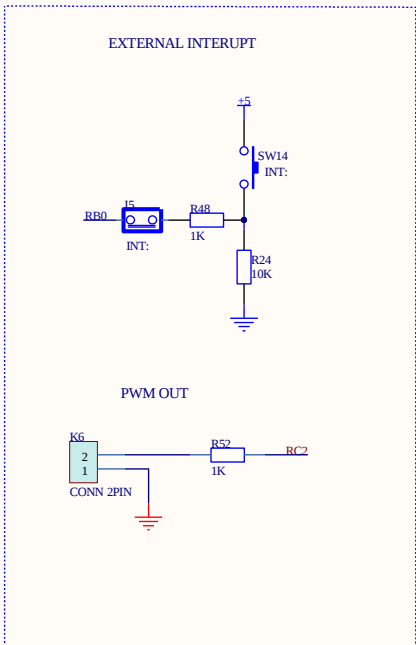 EXTERNAL INTERUPT
+5
SW14
INT:
J5
RB0
R48
1K
INT:
R24
10K
PWM OUT
K6
2
1
R52
1K
RC2
CONN 2PIN